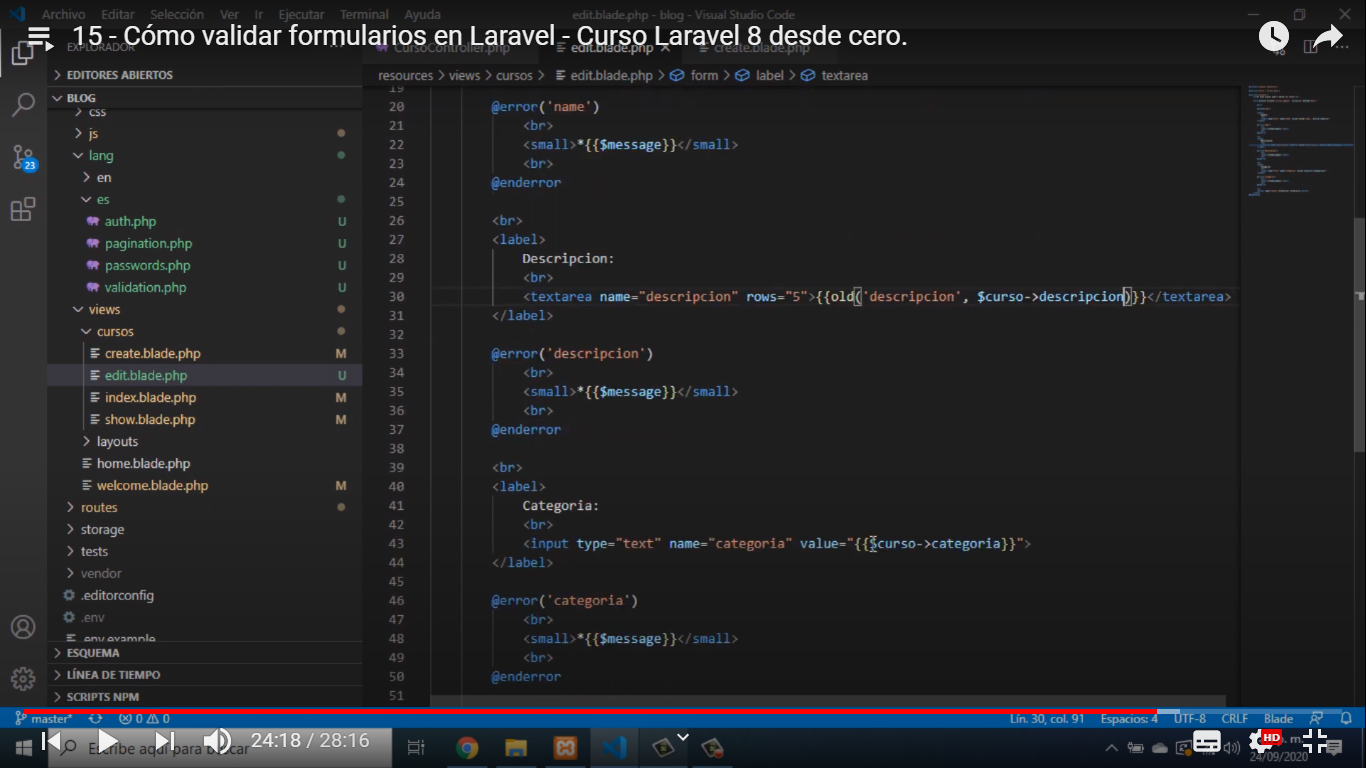 Archivo Editar Selección Ver Ir Ejecutar Terminal Ayuda edit.blade.php - blog - Visual Studio Code
15 - Cómo validar formularios en Laravel - Curso Laravel 8 desde cero.
EXPLORADOR
CursoController.php edit.blade.php create.blade.php
EDITORES ABIERTOS
BLOG
css
js
lang
en
es
auth.php U
pagination.php U
passwords.php U
validation.php U
views
cursos
create.blade.php M
edit.blade.php U
index.blade.php M
show.blade.php M
layouts
home.blade.php
welcome.blade.php M
routes
storage
tests
vendor
.editorconfig
.env
.env.example
ESQUEMA
LÍNEA DE TIEMPO
SCRIPTS NPM
23
resources > views > cursos > edit.blade.php > form > label > textarea
19
20 @error('name')
21 <br>
22 <small>*{{$message}}</small>
23 <br>
24 @enderror
25
26 <br>
27 <label>
28 Descripcion:
29 <br>
30 <textarea name="descripcion" rows="5">{{old('descripcion', $curso->descripcion)}}</textarea>
31 </label>
32
33 @error('descripcion')
34 <br>
35 <small>*{{$message}}</small>
36 <br>
37 @enderror
38
39 <br>
40 <label>
41 Categoria:
42 <br>
43 <input type="text" name="categoria" value="{{$curso->categoria}}">
44 </label>
45
46 @error('categoria')
47 <br>
48 <small>*{{$message}}</small>
49 <br>
50 @enderror
51
master* 0 0 Lín. 30, col. 91 Espacios: 4 UTF-8 CRLF Blade
Escribe aquí para buscar
24:18 / 28:16
HD
24/09/2020